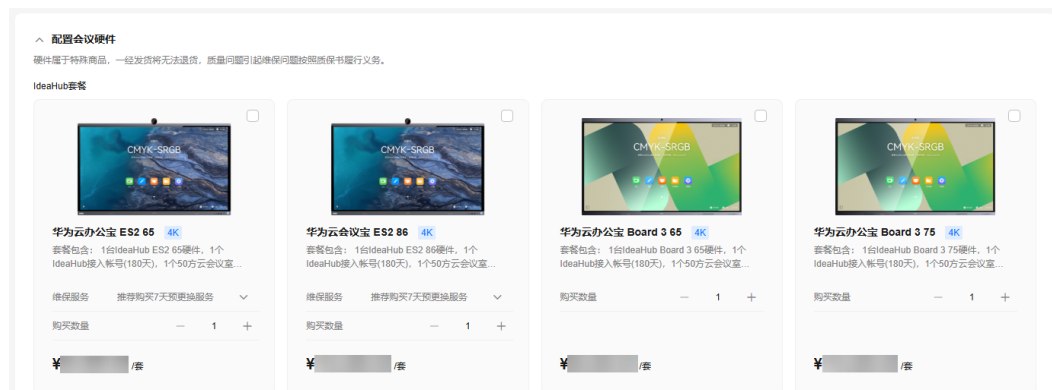 配置会议硬件
硬件属于特殊商品，一经发货将无法退货，质量问题引起维保问题按照质保书履行义务。
IdeaHub套餐
CMYK-SRGB
CMYK-SRGB
CMYK-SRGB
CMYK-SRGB
华为云办公宝 ES2 65 4K
华为云会议宝 ES2 86 4K
华为云办公宝 Board 3 65 4K
华为云办公宝 Board 3 75 4K
套餐包含： 1台IdeaHub ES2 65硬件，1个
IdeaHub接入帐号(180天)，1个50方云会议室...
套餐包含： 1台IdeaHub ES2 86硬件，1个
IdeaHub接入帐号(180天)，1个50方云会议室...
套餐包含： 1台IdeaHub Board 3 65硬件，1个
IdeaHub接入帐号(180天)，1个50方云会议室...
套餐包含： 1台IdeaHub Board 3 75硬件，1个
IdeaHub接入帐号(180天)，1个50方云会议室...
维保服务 推荐购买7天预更换服务
维保服务 推荐购买7天预更换服务
购买数量 — 1 +
购买数量 — 1 +
购买数量 — 1 +
购买数量 — 1 +
¥ /套
¥ /套
¥ /套
¥ /套